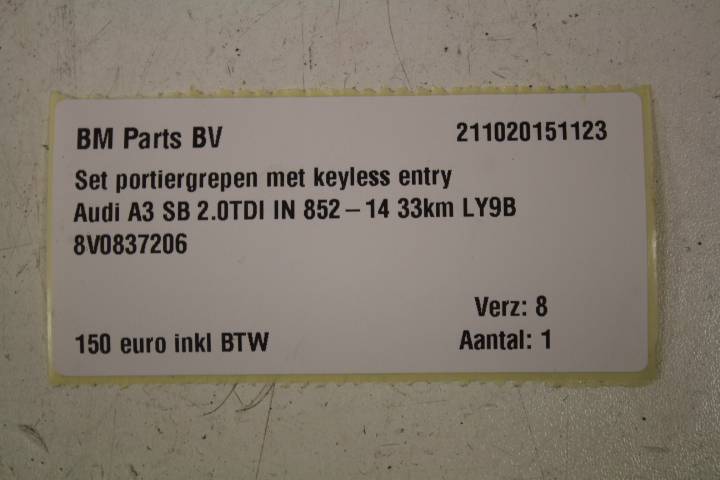 BM Parts BV 211020151123
Set portiergrepen met keyless entry
Audi A3 SB 2.0TDI IN 852 – 14 33km LY9B
8V0837206
Verz: 8
150 euro inkl BTW Aantal: 1